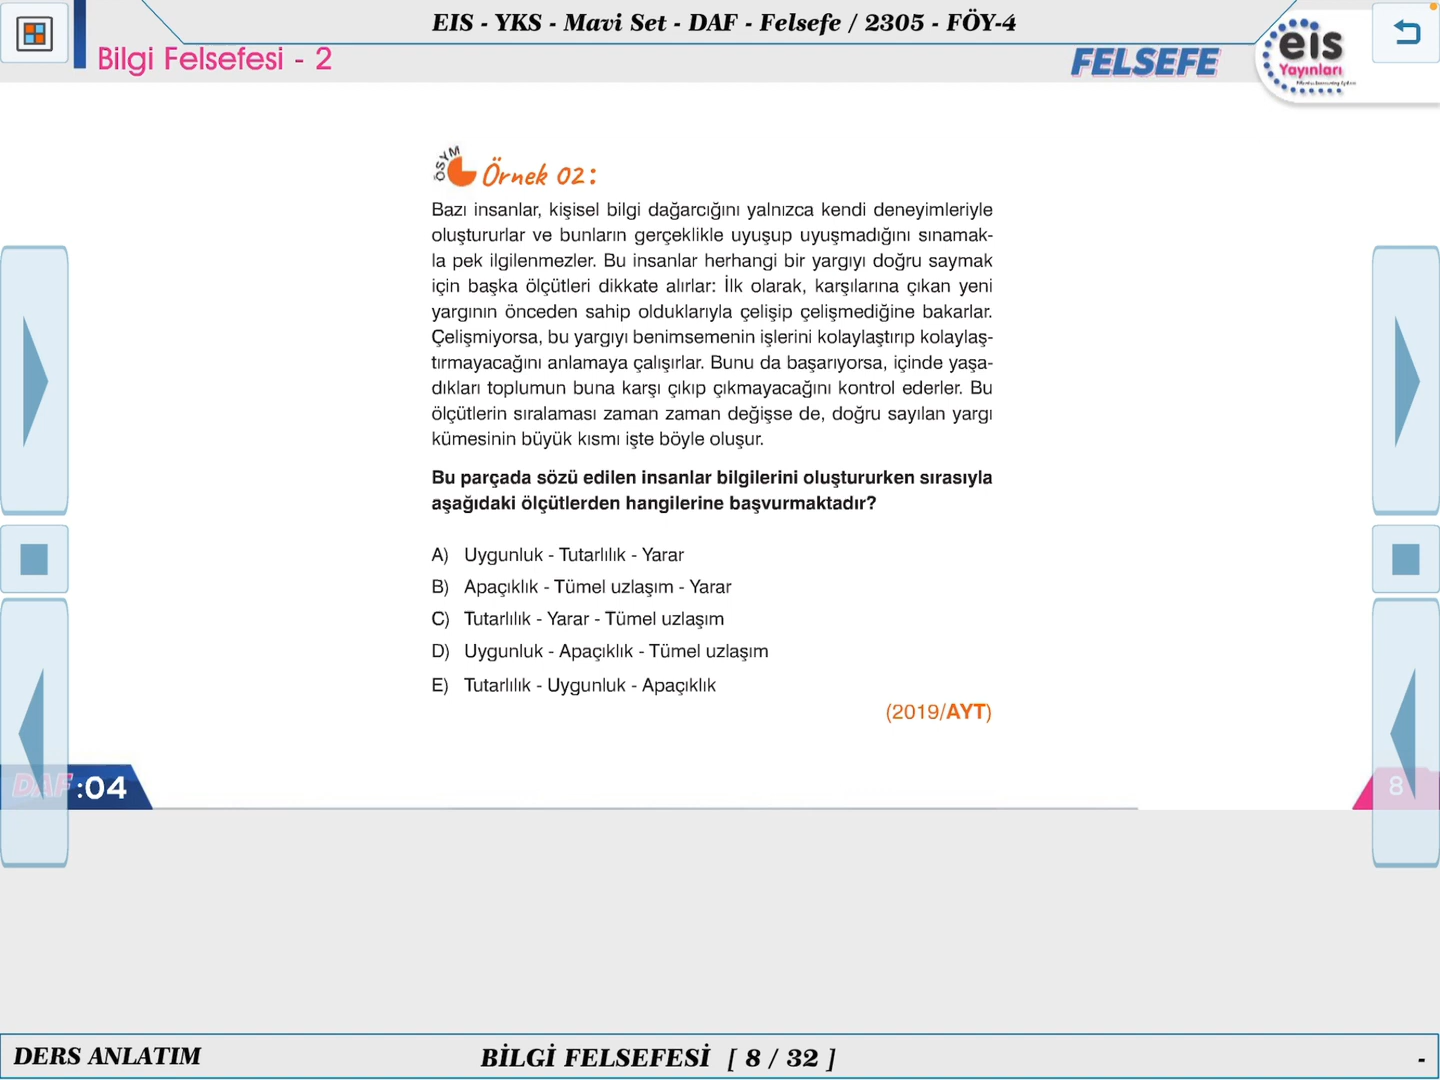 EIS - YKS - Mavi Set - DAF - Felsefe / 2305 - FÖY-4
Bilgi Felsefesi - 2
FELSEFE
eis
Yayınları
ÖSYM
Örnek 02:
Bazı insanlar, kişisel bilgi dağarcığını yalnızca kendi deneyimleriyle
oluştururlar ve bunların gerçeklikle uyuşup uyuşmadığını sınamak-
la pek ilgilenmezler. Bu insanlar herhangi bir yargıyı doğru saymak
için başka ölçütleri dikkate alırlar: İlk olarak, karşılarına çıkan yeni
yargının önceden sahip olduklarıyla çelişip çelişmediğine bakarlar.
Çelişmiyorsa, bu yargıyı benimsemenin işlerini kolaylaştırıp kolaylaş-
tırmayacağını anlamaya çalışırlar. Bunu da başarıyorsa, içinde yaşa-
dıkları toplumun buna karşı çıkıp çıkmayacağını kontrol ederler. Bu
ölçütlerin sıralaması zaman zaman değişse de, doğru sayılan yargı
kümesinin büyük kısmı işte böyle oluşur.
Bu parçada sözü edilen insanlar bilgilerini oluştururken sırasıyla
aşağıdaki ölçütlerden hangilerine başvurmaktadır?
A) Uygunluk - Tutarlılık - Yarar
B) Apaçıklık - Tümel uzlaşım - Yarar
C) Tutarlılık - Yarar - Tümel uzlaşım
D) Uygunluk - Apaçıklık - Tümel uzlaşım
E) Tutarlılık - Uygunluk - Apaçıklık
(2019/AYT)
DAF :04
8
DERS ANLATIM
BİLGİ FELSEFESİ [ 8 / 32 ]
-